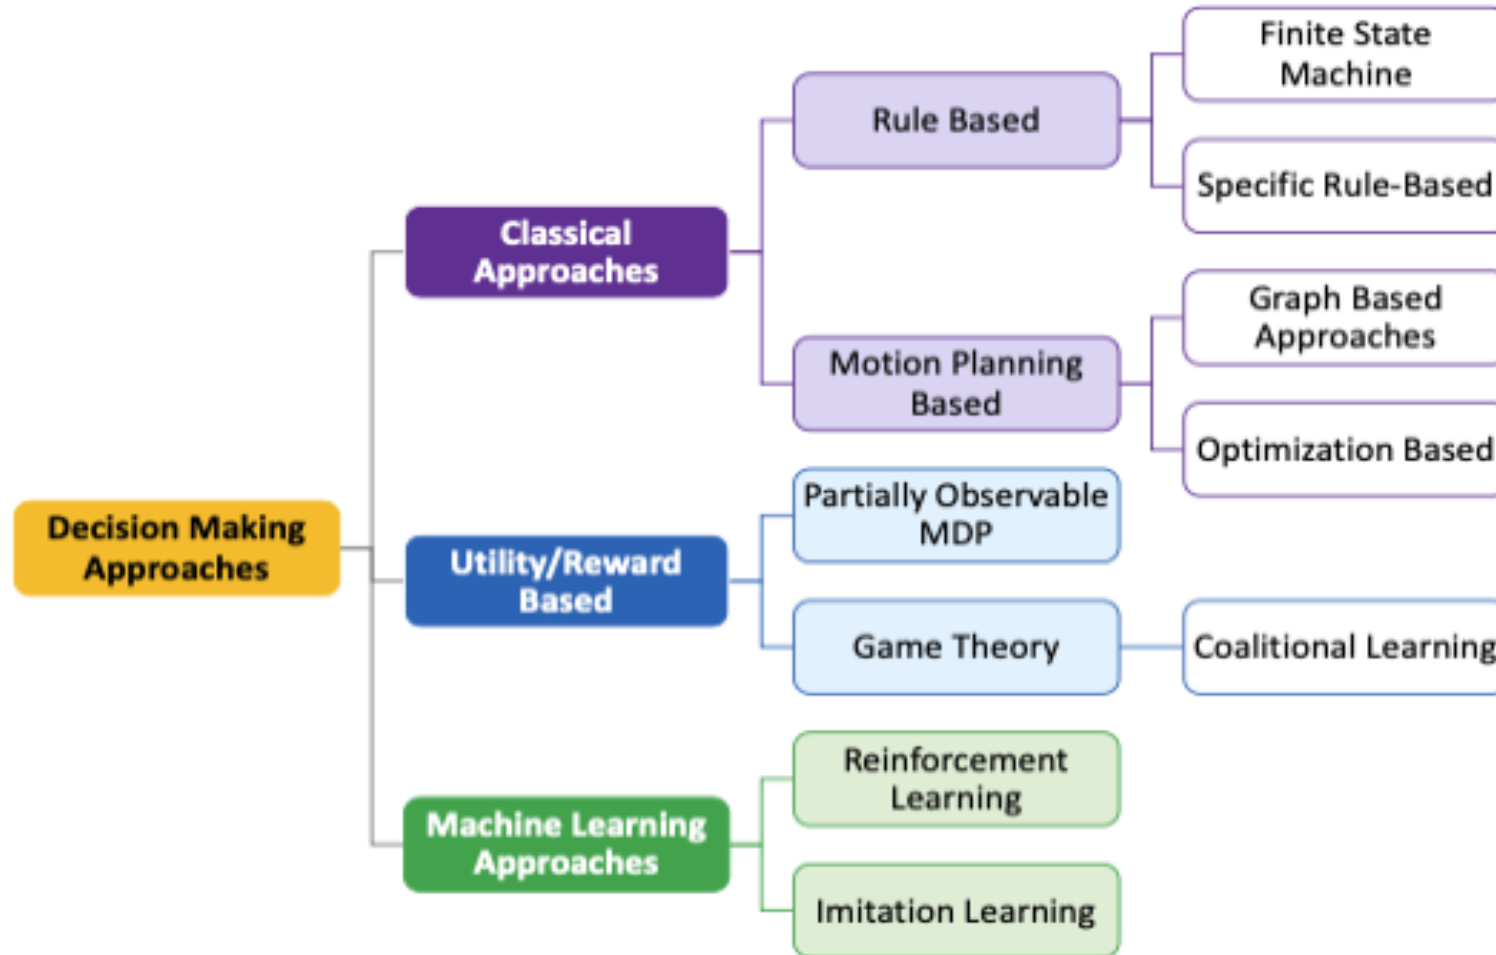 Decision Making
Approaches
Classical
Approaches
Rule Based
Finite State
Machine
Specific Rule-Based
Motion Planning
Based
Graph Based
Approaches
Optimization Based
Utility/Reward
Based
Partially Observable
MDP
Game Theory
Coalitional Learning
Machine Learning
Approaches
Reinforcement
Learning
Imitation Learning